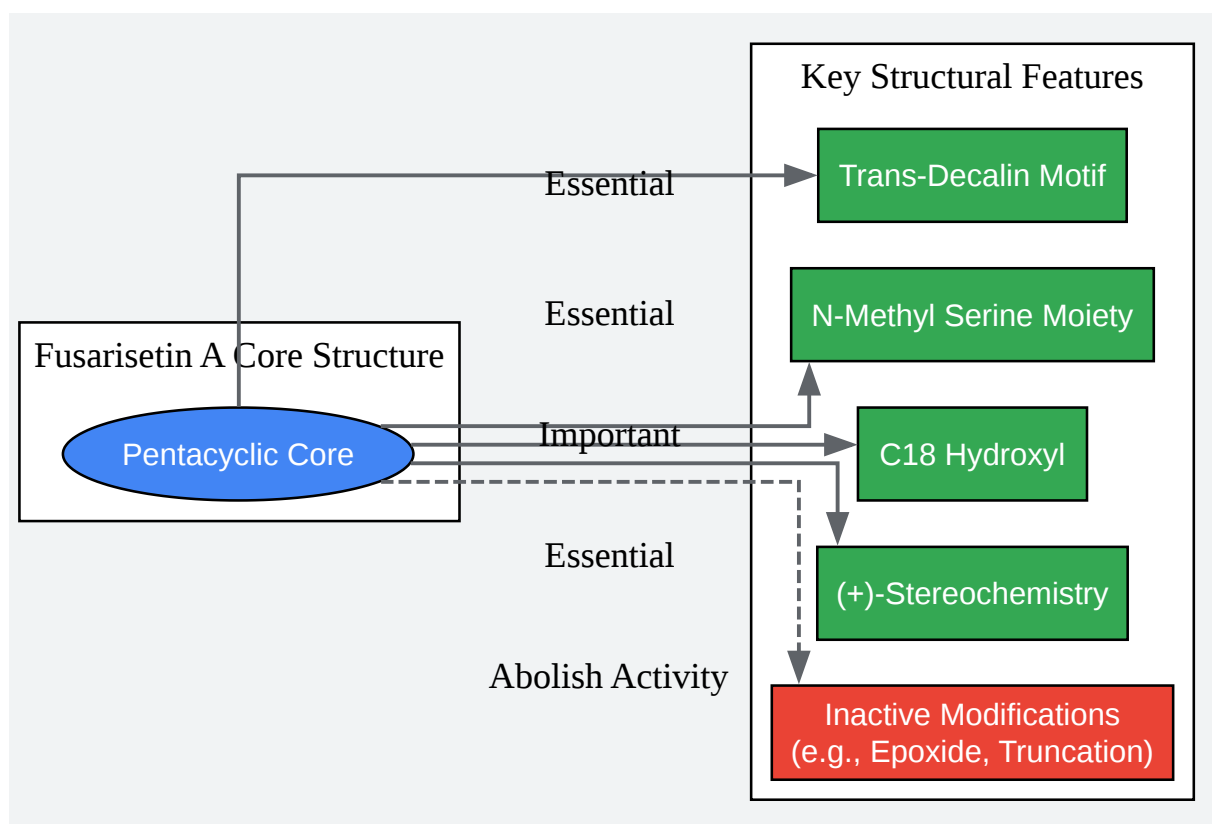 Key Structural Features
Essential
Trans-Decalin Motif
Essential
N-Methyl Serine Moiety
Fusarisetin A Core Structure
Pentacyclic Core
Important
C18 Hydroxyl
Essential
(+)-Stereochemistry
Abolish Activity
Inactive Modifications
(e.g., Epoxide, Truncation)